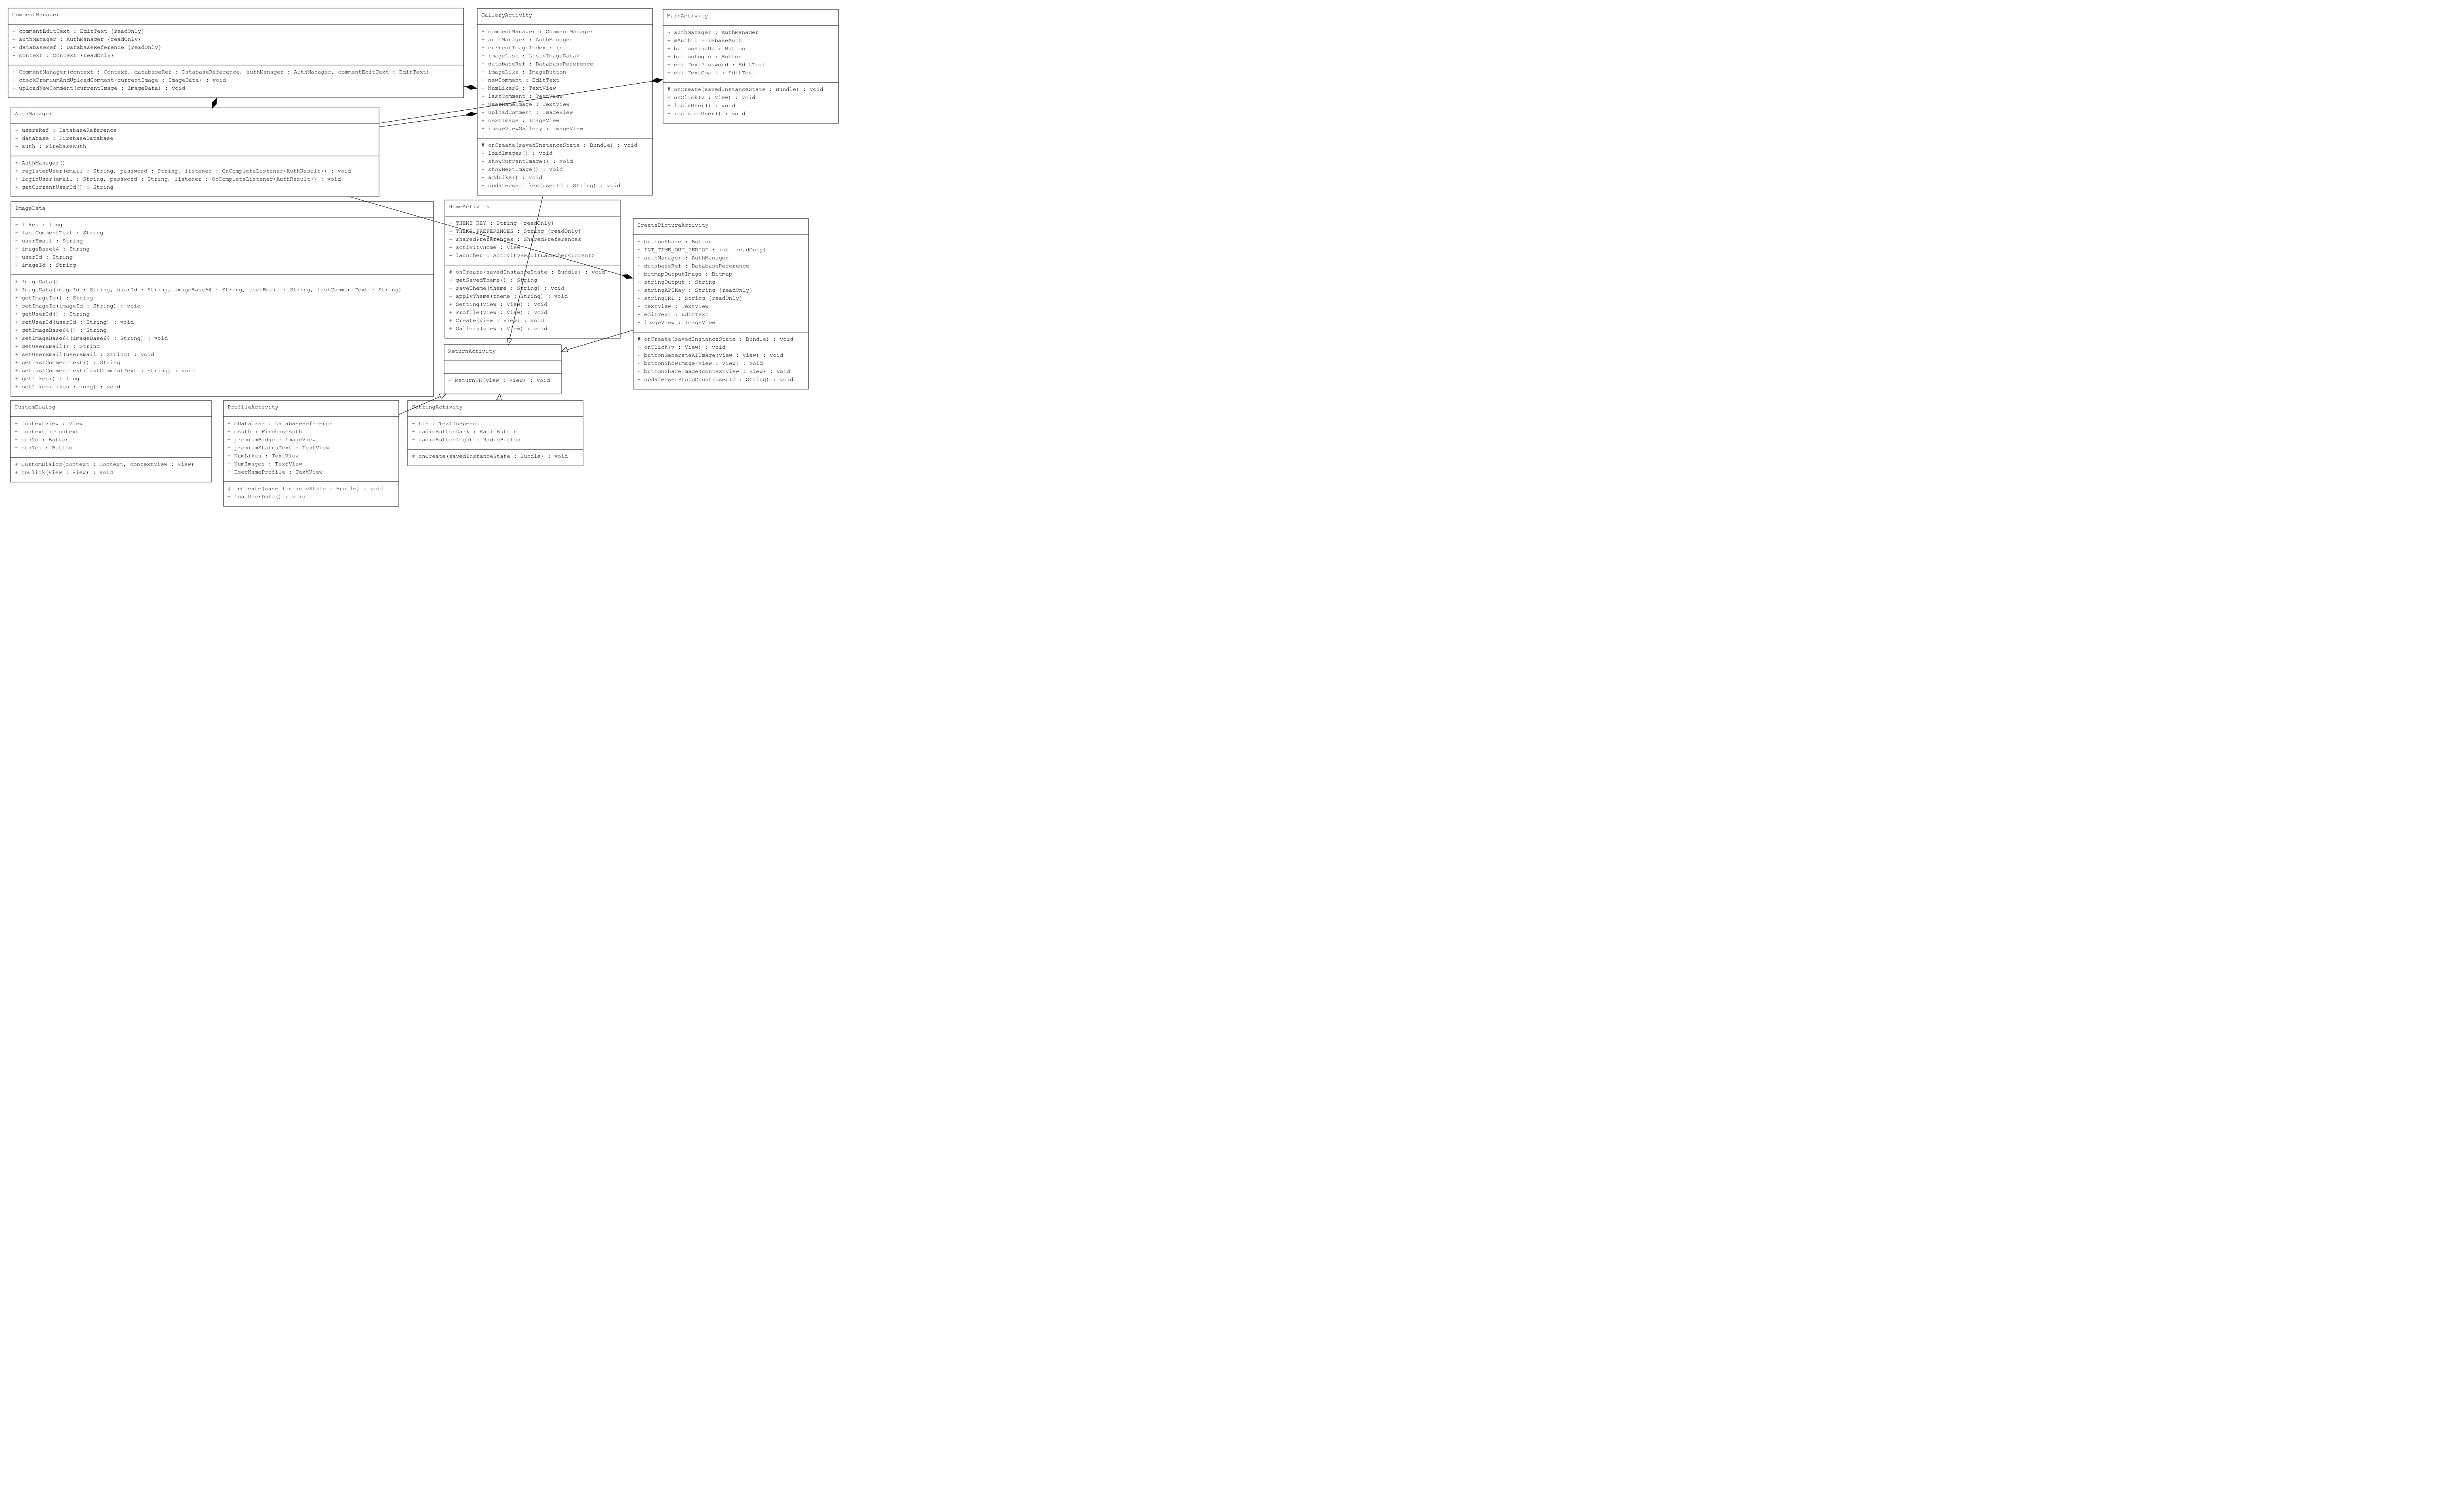 CommentManager
- commentEditText : EditText {readOnly}
- authManager : AuthManager {readOnly}
- databaseRef : DatabaseReference {readOnly}
- context : Context {readOnly}
+ CommentManager(context : Context, databaseRef : DatabaseReference, authManager : AuthManager, commentEditText : EditText)
+ checkPremiumAndUploadComment(currentImage : ImageData) : void
- uploadNewComment(currentImage : ImageData) : void
GalleryActivity
- commentManager : CommentManager
- authManager : AuthManager
- currentImageIndex : int
- imageList : List<ImageData>
- databaseRef : DatabaseReference
- imageLike : ImageButton
- newComment : EditText
- NumLikesG : TextView
- lastComment : TextView
- userNameImage : TextView
- uploadComment : ImageView
- nextImage : ImageView
- imageViewGallery : ImageView
# onCreate(savedInstanceState : Bundle) : void
- loadImages() : void
- showCurrentImage() : void
- showNextImage() : void
- addLike() : void
- updateUserLikes(userId : String) : void
MainActivity
- authManager : AuthManager
- mAuth : FirebaseAuth
- buttonSingUp : Button
- buttonLogin : Button
- editTextPassword : EditText
- editTextGmail : EditText
# onCreate(savedInstanceState : Bundle) : void
+ onClick(v : View) : void
- loginUser() : void
- registerUser() : void
AuthManager
- usersRef : DatabaseReference
- database : FirebaseDatabase
- auth : FirebaseAuth
+ AuthManager()
+ registerUser(email : String, password : String, listener : OnCompleteListener<AuthResult>) : void
+ loginUser(email : String, password : String, listener : OnCompleteListener<AuthResult>) : void
+ getCurrentUserId() : String
ImageData
- likes : long
- lastCommentText : String
- userEmail : String
- imageBase64 : String
- userId : String
- imageId : String
+ ImageData()
+ ImageData(imageId : String, userId : String, imageBase64 : String, userEmail : String, lastCommentText : String)
+ getImageId() : String
+ setImageId(imageId : String) : void
+ getUserId() : String
+ setUserId(userId : String) : void
+ getImageBase64() : String
+ setImageBase64(imageBase64 : String) : void
+ getUserEmail() : String
+ setUserEmail(userEmail : String) : void
+ getLastCommentText() : String
+ setLastCommentText(lastCommentText : String) : void
+ getLikes() : long
+ setLikes(likes : long) : void
HomeActivity
- THEME_KEY : String {readOnly}
- THEME_PREFERENCES : String {readOnly}
- sharedPreferences : SharedPreferences
- activityHome : View
- launcher : ActivityResultLauncher<Intent>
# onCreate(savedInstanceState : Bundle) : void
- getSavedTheme() : String
- saveTheme(theme : String) : void
- applyTheme(theme : String) : void
+ Setting(view : View) : void
+ Profile(view : View) : void
+ Create(view : View) : void
+ Gallery(view : View) : void
CreatePictureActivity
- buttonShare : Button
- INT_TIME_OUT_PERIOD : int {readOnly}
- authManager : AuthManager
- databaseRef : DatabaseReference
- bitmapOutputImage : Bitmap
- stringOutput : String
- stringAPIKey : String {readOnly}
- stringURL : String {readOnly}
- textView : TextView
- editText : EditText
- imageView : ImageView
# onCreate(savedInstanceState : Bundle) : void
+ onClick(v : View) : void
+ buttonGenerateAIImage(view : View) : void
+ buttonShowImage(view : View) : void
+ buttonShareImage(contextView : View) : void
- updateUserPhotoCount(userId : String) : void
ReturnActivity
+ ReturnTH(view : View) : void
CustomDialog
- contextView : View
- context : Context
- btnNo : Button
- btnYes : Button
+ CustomDialog(context : Context, contextView : View)
+ onClick(view : View) : void
ProfileActivity
- mDatabase : DatabaseReference
- mAuth : FirebaseAuth
- premiumBadge : ImageView
- premiumStatusText : TextView
- NumLikes : TextView
- NumImages : TextView
- UserNameProfile : TextView
# onCreate(savedInstanceState : Bundle) : void
- loadUserData() : void
SettingActivity
- tts : TextToSpeech
- radioButtonDark : RadioButton
- radioButtonLight : RadioButton
# onCreate(savedInstanceState : Bundle) : void